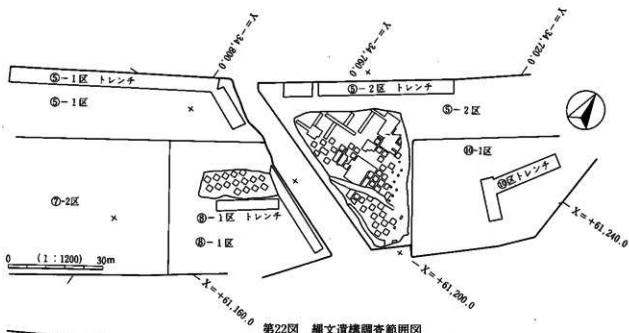 Y=-34,800.0
Y=-34,760.0
Y=-34,720.0
⑤-1区 トレンチ
⑤-1区
⑤-2区 トレンチ
⑤-2区
⑩-1区
⑩区トレンチ
⑦-2区
⑧-1区 トレンチ
⑧-1区
X=+61,240.0
0 (1:1200) 30m
X=+61,160.0
X=+61,200.0
第22図 縄文遺構調査範囲図